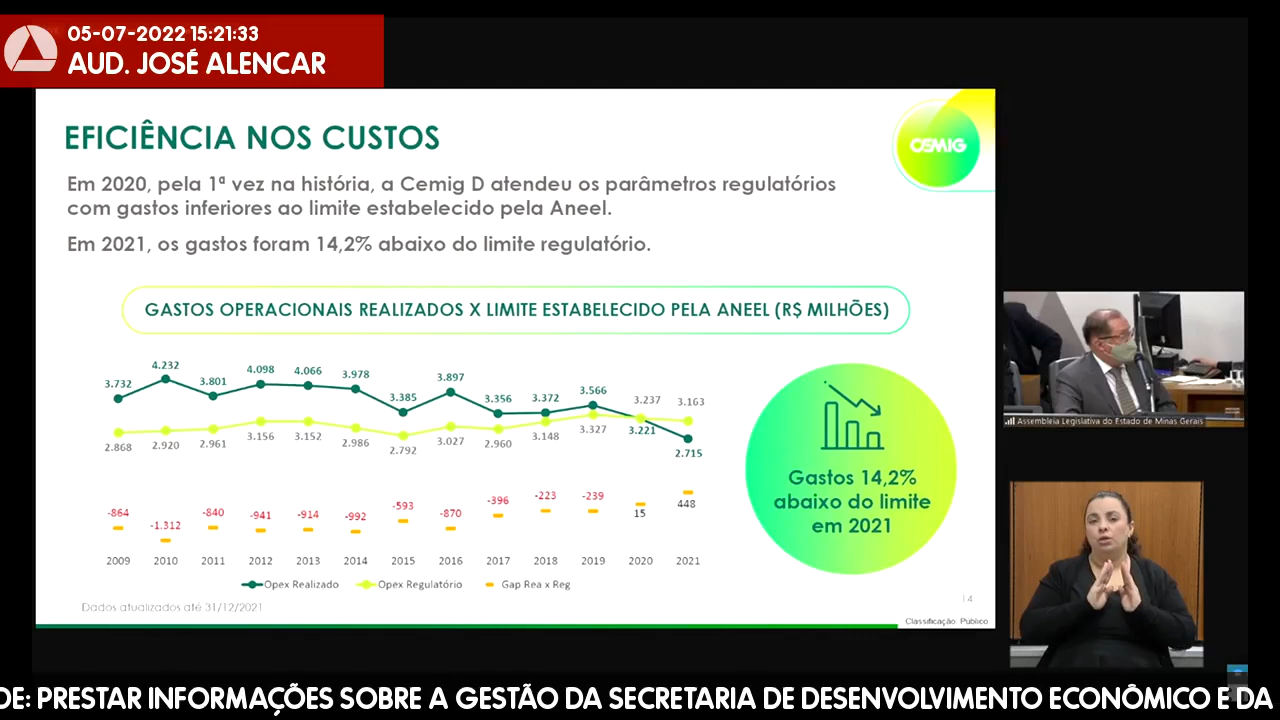 05-07-2022 15:21:33
AUD. JOSÉ ALENCAR
EFICIÊNCIA NOS CUSTOS
CEMIG
Em 2020, pela 1ª vez na história, a Cemig D atendeu os parâmetros regulatórios
com gastos inferiores ao limite estabelecido pela Aneel.
Em 2021, os gastos foram 14,2% abaixo do limite regulatório.
GASTOS OPERACIONAIS REALIZADOS X LIMITE ESTABELECIDO PELA ANEEL (R$ MILHÕES)
3.732 4.232 3.801 4.098 4.066 3.978 3.385 3.897 3.356 3.372 3.566 3.237 3.163
2.868 2.920 2.961 3.156 3.152 2.986 2.792 3.027 2.960 3.148 3.327 3.221 2.715
-864 -1.312 -840 -941 -914 -992 -593 -870 -396 -223 -239 15 448
2009 2010 2011 2012 2013 2014 2015 2016 2017 2018 2019 2020 2021
Opex Realizado Opex Regulatório Gap Rea x Reg
Gastos 14,2%
abaixo do limite
em 2021
Dados atualizados até 31/12/2021
14
Classificação: Público
Assembleia Legislativa do Estado de Minas Gerais
DE: PRESTAR INFORMAÇÕES SOBRE A GESTÃO DA SECRETARIA DE DESENVOLVIMENTO ECONÔMICO E DA